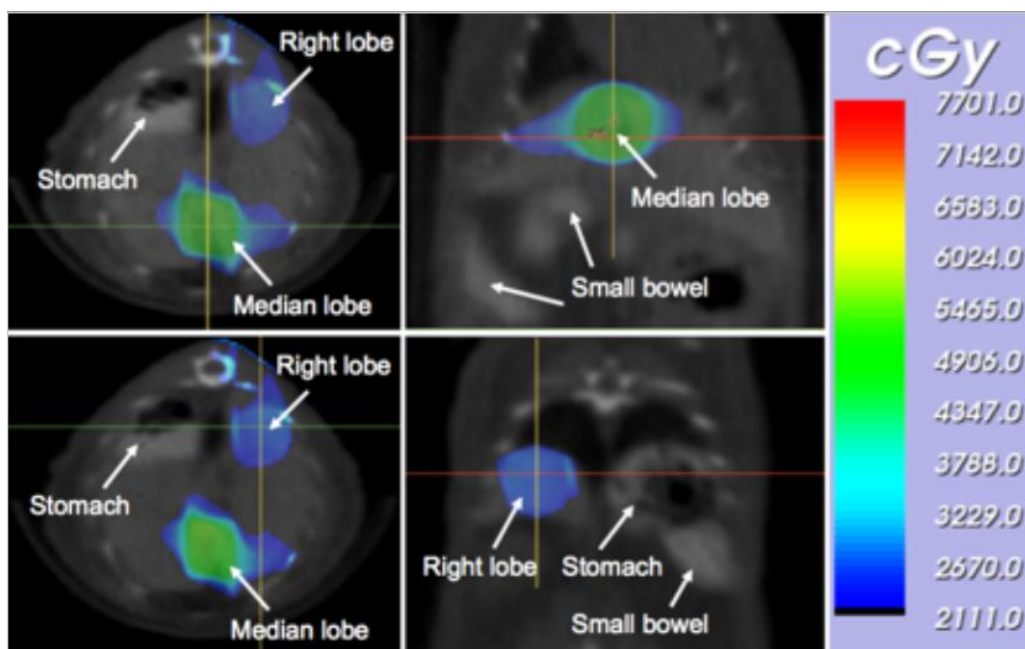 Right lobe
Stomach
Median lobe
Median lobe
Small bowel
Right lobe
Stomach
Median lobe
Right lobe
Stomach
Small bowel
cGy
7701.0
7142.0
6583.0
6024.0
5465.0
4906.0
4347.0
3788.0
3229.0
2670.0
2111.0